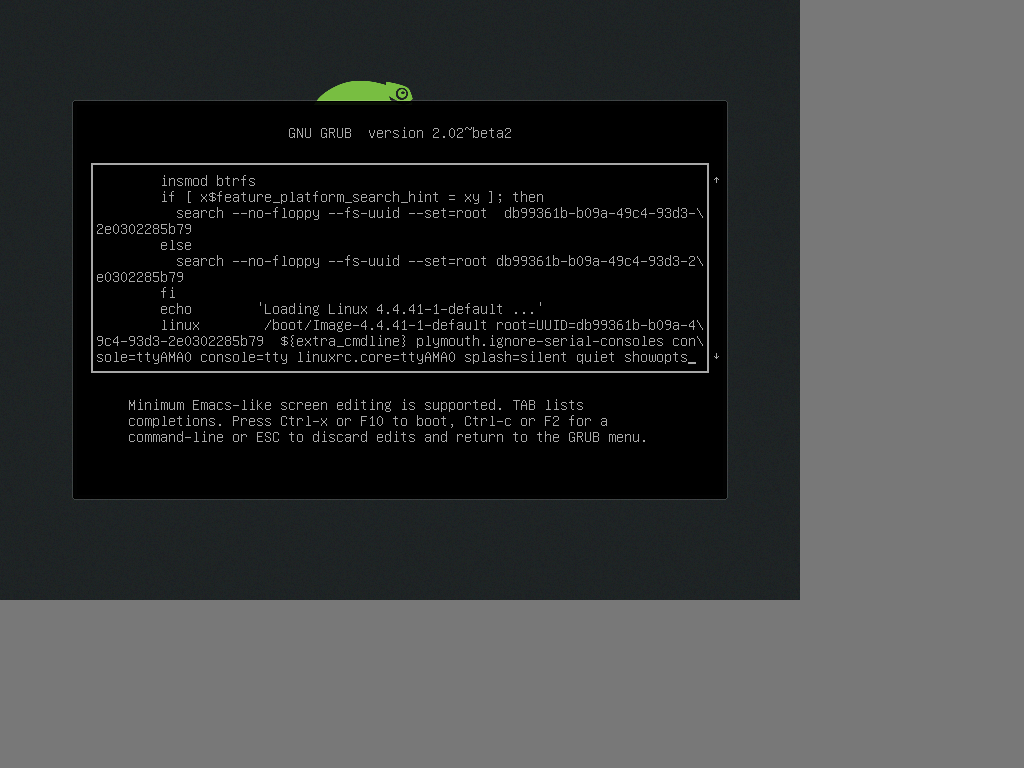 GNU GRUB  version 2.02~beta2
insmod btrfs
if [ x$feature_platform_search_hint = xy ]; then
search --no-floppy --fs-uuid --set=root  db99361b-b09a-49c4-93d3-\
2e0302285b79
else
search --no-floppy --fs-uuid --set=root db99361b-b09a-49c4-93d3-2\
e0302285b79
fi
echo        'Loading Linux 4.4.41-1-default ...'
linux        /boot/Image-4.4.41-1-default root=UUID=db99361b-b09a-4\
9c4-93d3-2e0302285b79  ${extra_cmdline} plymouth.ignore-serial-consoles con\
sole=ttyAMA0 console=tty linuxrc.core=ttyAMA0 splash=silent quiet showopts_
Minimum Emacs-like screen editing is supported. TAB lists
completions. Press Ctrl-x or F10 to boot, Ctrl-c or F2 for a
command-line or ESC to discard edits and return to the GRUB menu.